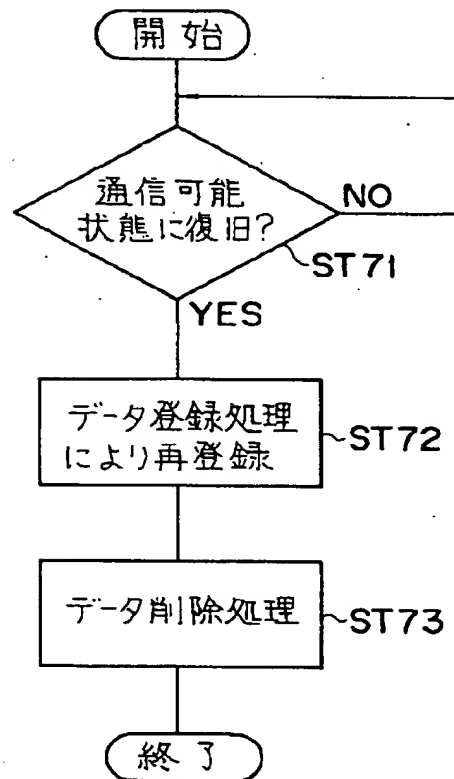 開始
通信可能
状態に復旧?
NO
ST71
YES
データ登録処理
により再登録
ST72
データ削除処理
ST73
終了